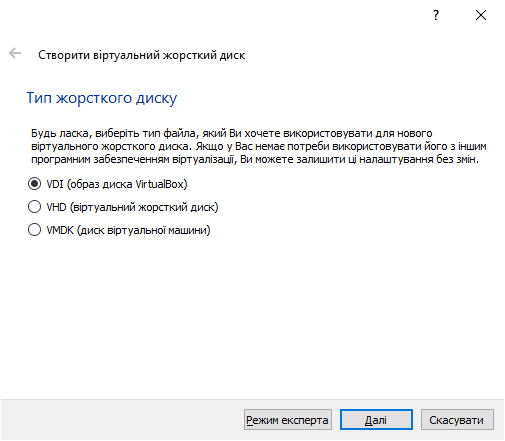 ?
Створити віртуальний жорсткий диск
Тип жорсткого диску
Будь ласка, виберіть тип файла, який Ви хочете використовувати для нового
віртуального жорсткого диска. Якщо у Вас немає потреби використовувати його з іншим
програмним забезпеченням віртуалізації, Ви можете залишити ці налаштування без змін.
VDI (образ диска VirtualBox)
VHD (віртуальний жорсткий диск)
VMDK (диск віртуальної машини)
Режим експерта Далі Скасувати